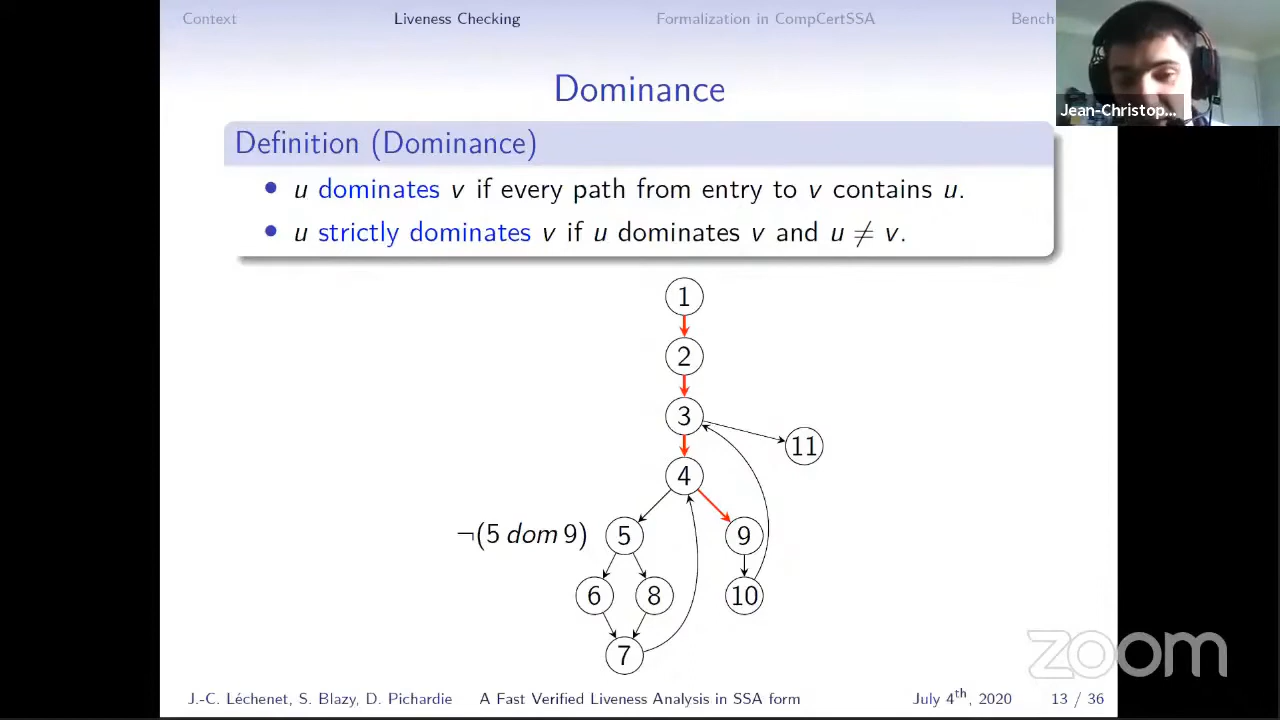 Context Liveness Checking Formalization in CompCertSSA Bench
Jean-Christop...
Dominance
Definition (Dominance)
• u dominates v if every path from entry to v contains u.
• u strictly dominates v if u dominates v and u ≠ v.
1
2
3
11
4
¬(5 dom 9) 5 9
6 8 10
7
zoom
J.-C. Léchenet, S. Blazy, D. Pichardie A Fast Verified Liveness Analysis in SSA form July 4th, 2020 13 / 36